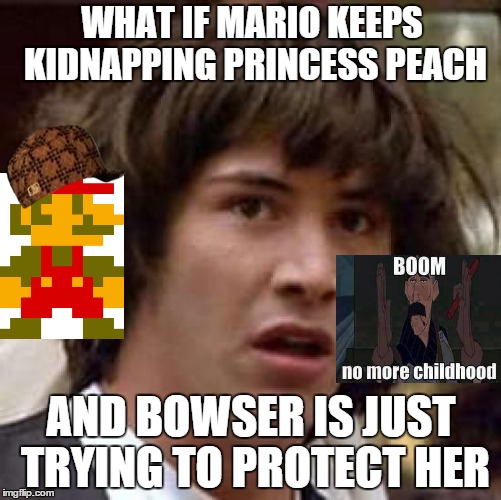 WHAT IF MARIO KEEPS
KIDNAPPING PRINCESS PEACH
BOOM
no more childhood
AND BOWSER IS JUST
TRYING TO PROTECT HER
imgflip.com